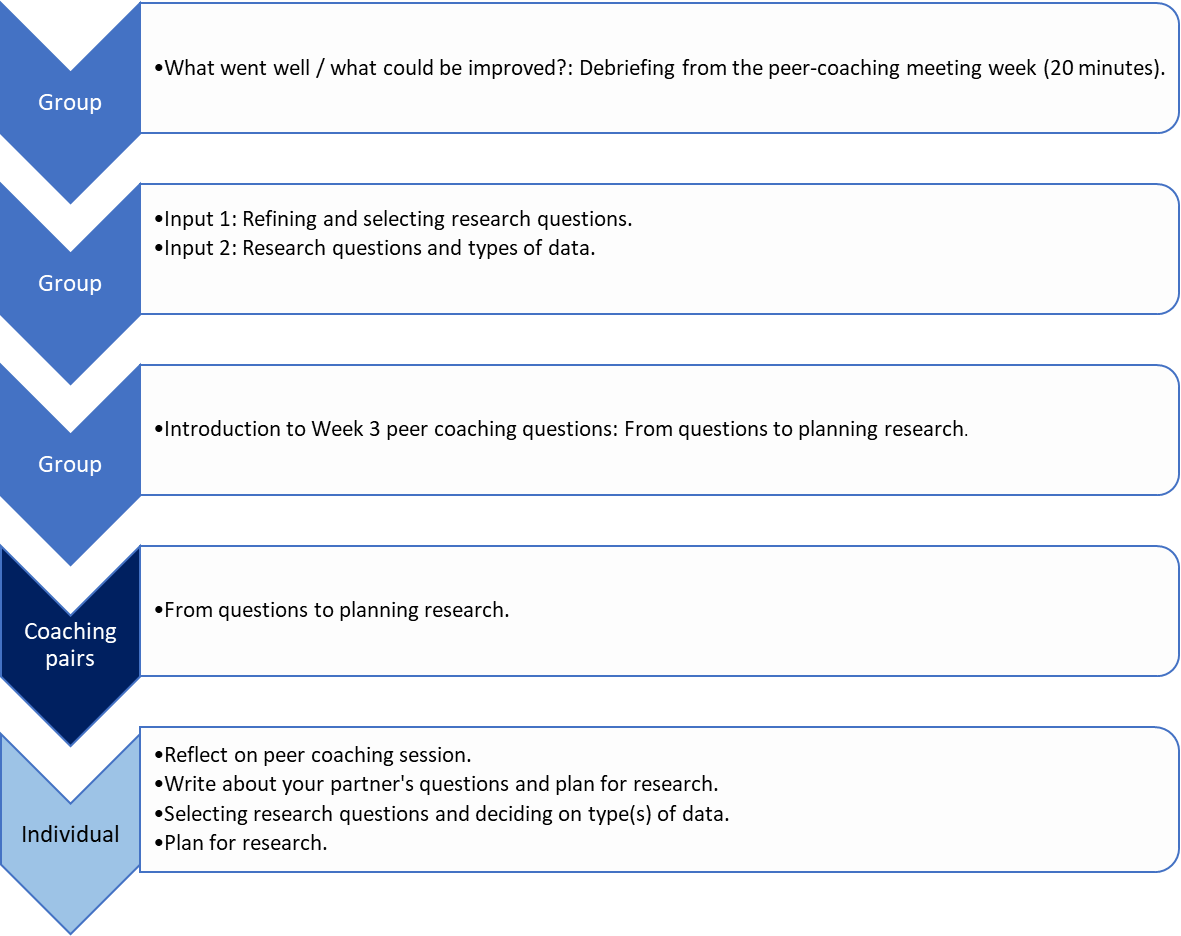 Group
•What went well / what could be improved?: Debriefing from the peer-coaching meeting week (20 minutes).
Group
•Input 1: Refining and selecting research questions.
•Input 2: Research questions and types of data.
Group
•Introduction to Week 3 peer coaching questions: From questions to planning research.
Coaching
pairs
•From questions to planning research.
Individual
•Reflect on peer coaching session.
•Write about your partner's questions and plan for research.
•Selecting research questions and deciding on type(s) of data.
•Plan for research.